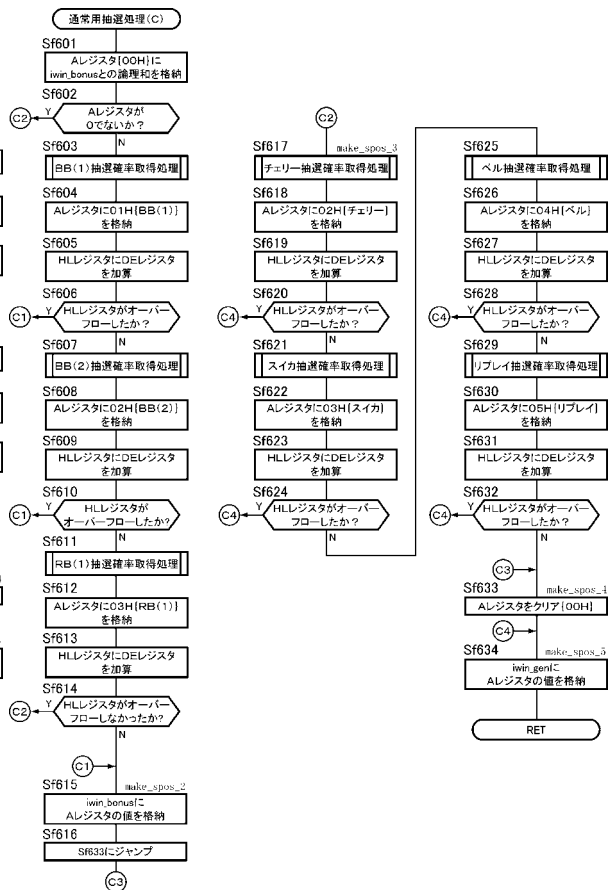 通常用抽選処理(C)
Sf601
Aレジスタ{00H}に
iwin_bonusとの論理和を格納
Sf602
Aレジスタが
0でないか?
Y
C2
N
Sf603
BB(1)抽選確率取得処理
Sf604
Aレジスタに01H{BB(1)}
を格納
Sf605
HLレジスタにDEレジスタ
を加算
Sf606
HLレジスタがオーバー
フローしたか?
Y
C1
N
Sf607
BB(2)抽選確率取得処理
Sf608
Aレジスタに02H{BB(2)}
を格納
Sf609
HLレジスタにDEレジスタ
を加算
Sf610
HLレジスタが
オーバーフローしたか?
Y
C1
N
Sf611
RB(1)抽選確率取得処理
Sf612
Aレジスタに03H{RB(1)}
を格納
Sf613
HLレジスタにDEレジスタ
を加算
Sf614
HLレジスタがオーバー
フローしなかったか?
Y
C2
N
C1
Sf615
make_spos_2
iwin_bonusに
Aレジスタの値を格納
Sf616
Sf633にジャンプ
C3
C2
Sf617
make_spos_3
チェリー抽選確率取得処理
Sf618
Aレジスタに02H{チェリー}
を格納
Sf619
HLレジスタにDEレジスタ
を加算
Sf620
HLレジスタがオーバー
フローしたか?
Y
C4
N
Sf621
スイカ抽選確率取得処理
Sf622
Aレジスタに03H{スイカ}
を格納
Sf623
HLレジスタにDEレジスタ
を加算
Sf624
HLレジスタがオーバー
フローしたか?
Y
C4
N
Sf625
ベル抽選確率取得処理
Sf626
Aレジスタに04H{ベル}
を格納
Sf627
HLレジスタにDEレジスタ
を加算
Sf628
HLレジスタがオーバー
フローしたか?
Y
C4
N
Sf629
リプレイ抽選確率取得処理
Sf630
Aレジスタに05H{リプレイ}
を格納
Sf631
HLレジスタにDEレジスタ
を加算
Sf632
HLレジスタがオーバー
フローしたか?
Y
C4
N
C3
Sf633
make_spos_4
Aレジスタをクリア{00H}
C4
Sf634
make_spos_5
iwin_genに
Aレジスタの値を格納
RET